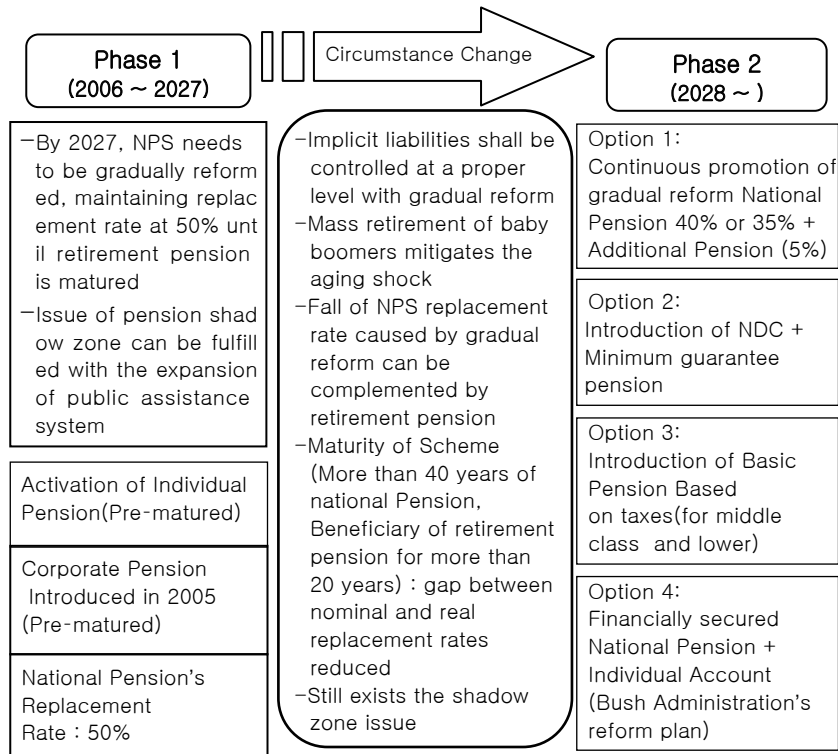 Phase 1
(2006 ~ 2027)
−By 2027, NPS needs
to be gradually reform
ed, maintaining replac
ement rate at 50% unt
il retirement pension
is matured
−Issue of pension shad
ow zone can be fulfill
ed with the expansion
of public assistance
system
Activation of Individual
Pension(Pre-matured)
Corporate Pension
Introduced in 2005
(Pre-matured)
National Pension's
Replacement
Rate : 50%
Circumstance Change
−Implicit liabilities shall be
controlled at a proper
level with gradual reform
−Mass retirement of baby
boomers mitigates the
aging shock
−Fall of NPS replacement
rate caused by gradual
reform can be
complemented by
retirement pension
−Maturity of Scheme
(More than 40 years of
national Pension,
Beneficiary of retirement
pension for more than
20 years) : gap between
nominal and real
replacement rates
reduced
−Still exists the shadow
zone issue
Phase 2
(2028 ~ )
Option 1:
Continuous promotion of
gradual reform National
Pension 40% or 35% +
Additional Pension (5%)
Option 2:
Introduction of NDC +
Minimum guarantee
pension
Option 3:
Introduction of Basic
Pension Based
on taxes(for middle
class and lower)
Option 4:
Financially secured
National Pension +
Individual Account
(Bush Administration's
reform plan)